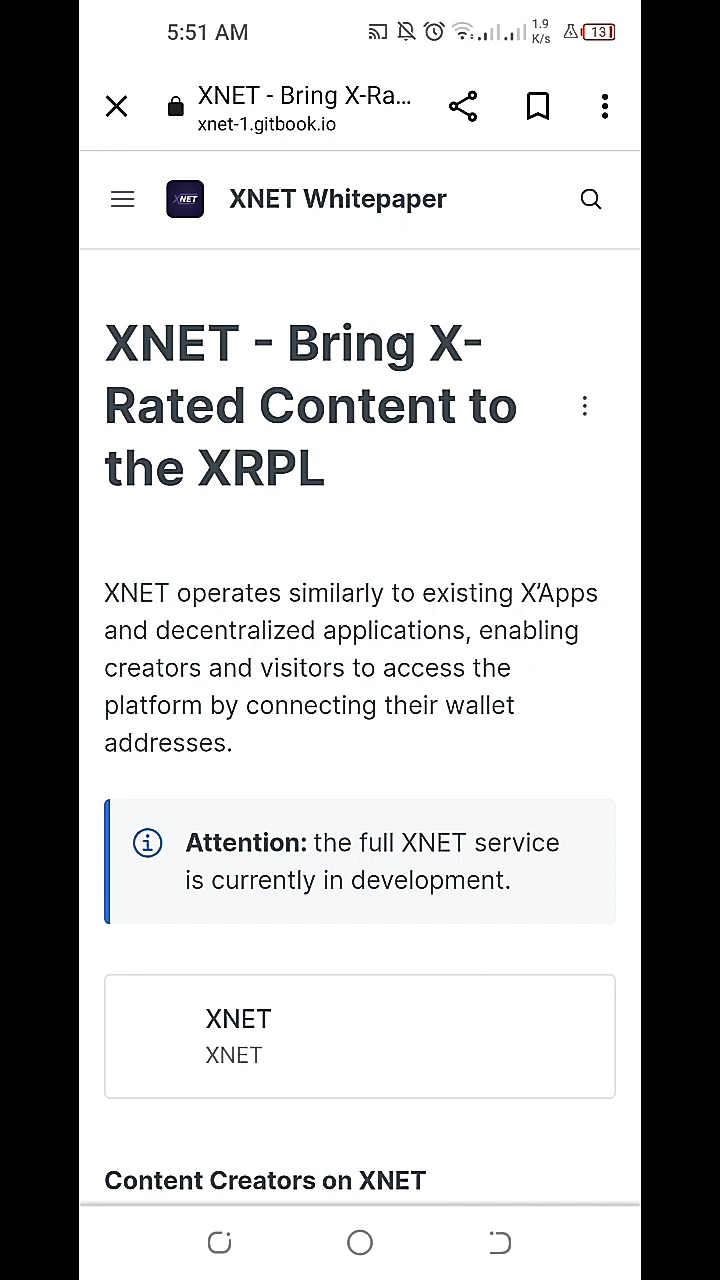 5:51 AM
1.9
K/s
13
XNET - Bring X-Ra...
xnet-1.gitbook.io
XNET
XNET Whitepaper
XNET - Bring X-
Rated Content to
the XRPL
XNET operates similarly to existing X'Apps
and decentralized applications, enabling
creators and visitors to access the
platform by connecting their wallet
addresses.
Attention: the full XNET service
is currently in development.
XNET
XNET
Content Creators on XNET